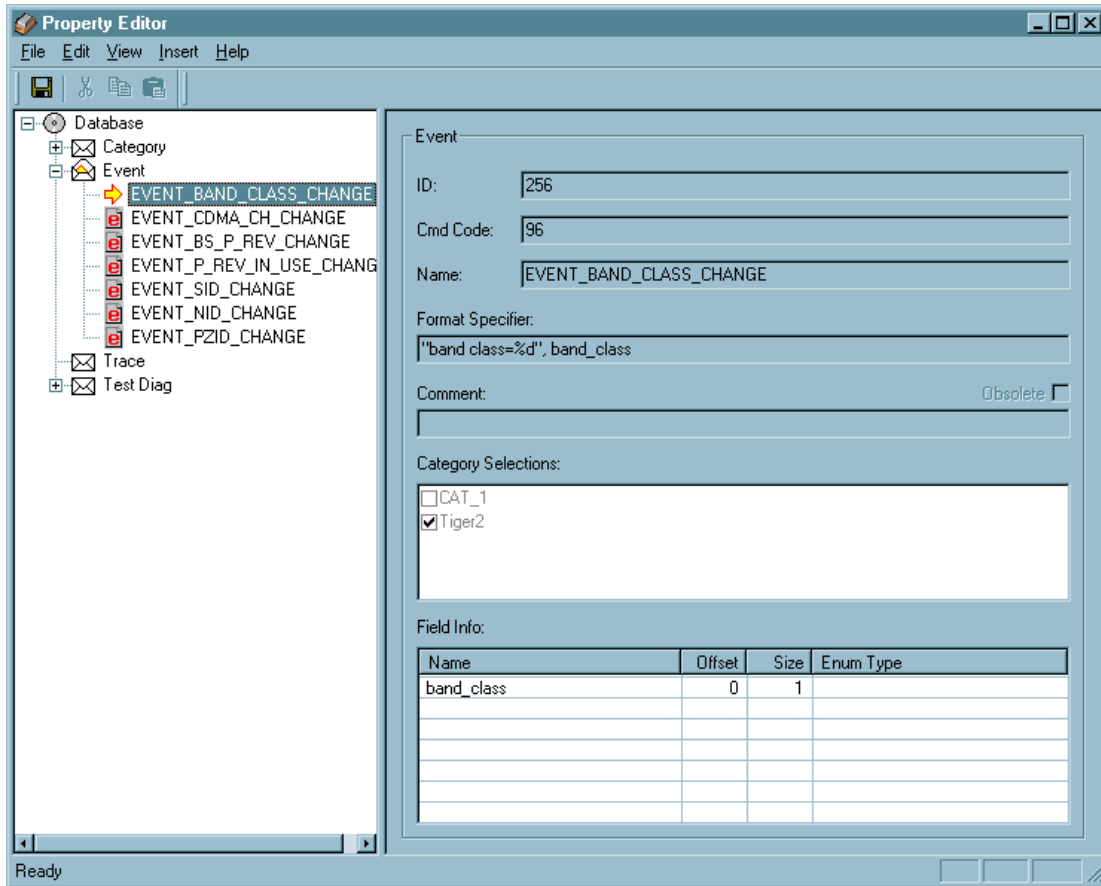 Property Editor
File Edit View Insert Help
Database
Category
Event
EVENT_BAND_CLASS_CHANGE
EVENT_CDMA_CH_CHANGE
EVENT_BS_P_REV_CHANGE
EVENT_P_REV_IN_USE_CHANG
EVENT_SID_CHANGE
EVENT_NID_CHANGE
EVENT_PZID_CHANGE
Trace
Test Diag
Event
ID: 256
Cmd Code: 96
Name: EVENT_BAND_CLASS_CHANGE
Format Specifier:
"band class=%d", band_class
Comment: Obsolete
Category Selections:
CAT_1
Tiger2
Field Info:
Name Offset Size Enum Type
band_class 0 1
Ready